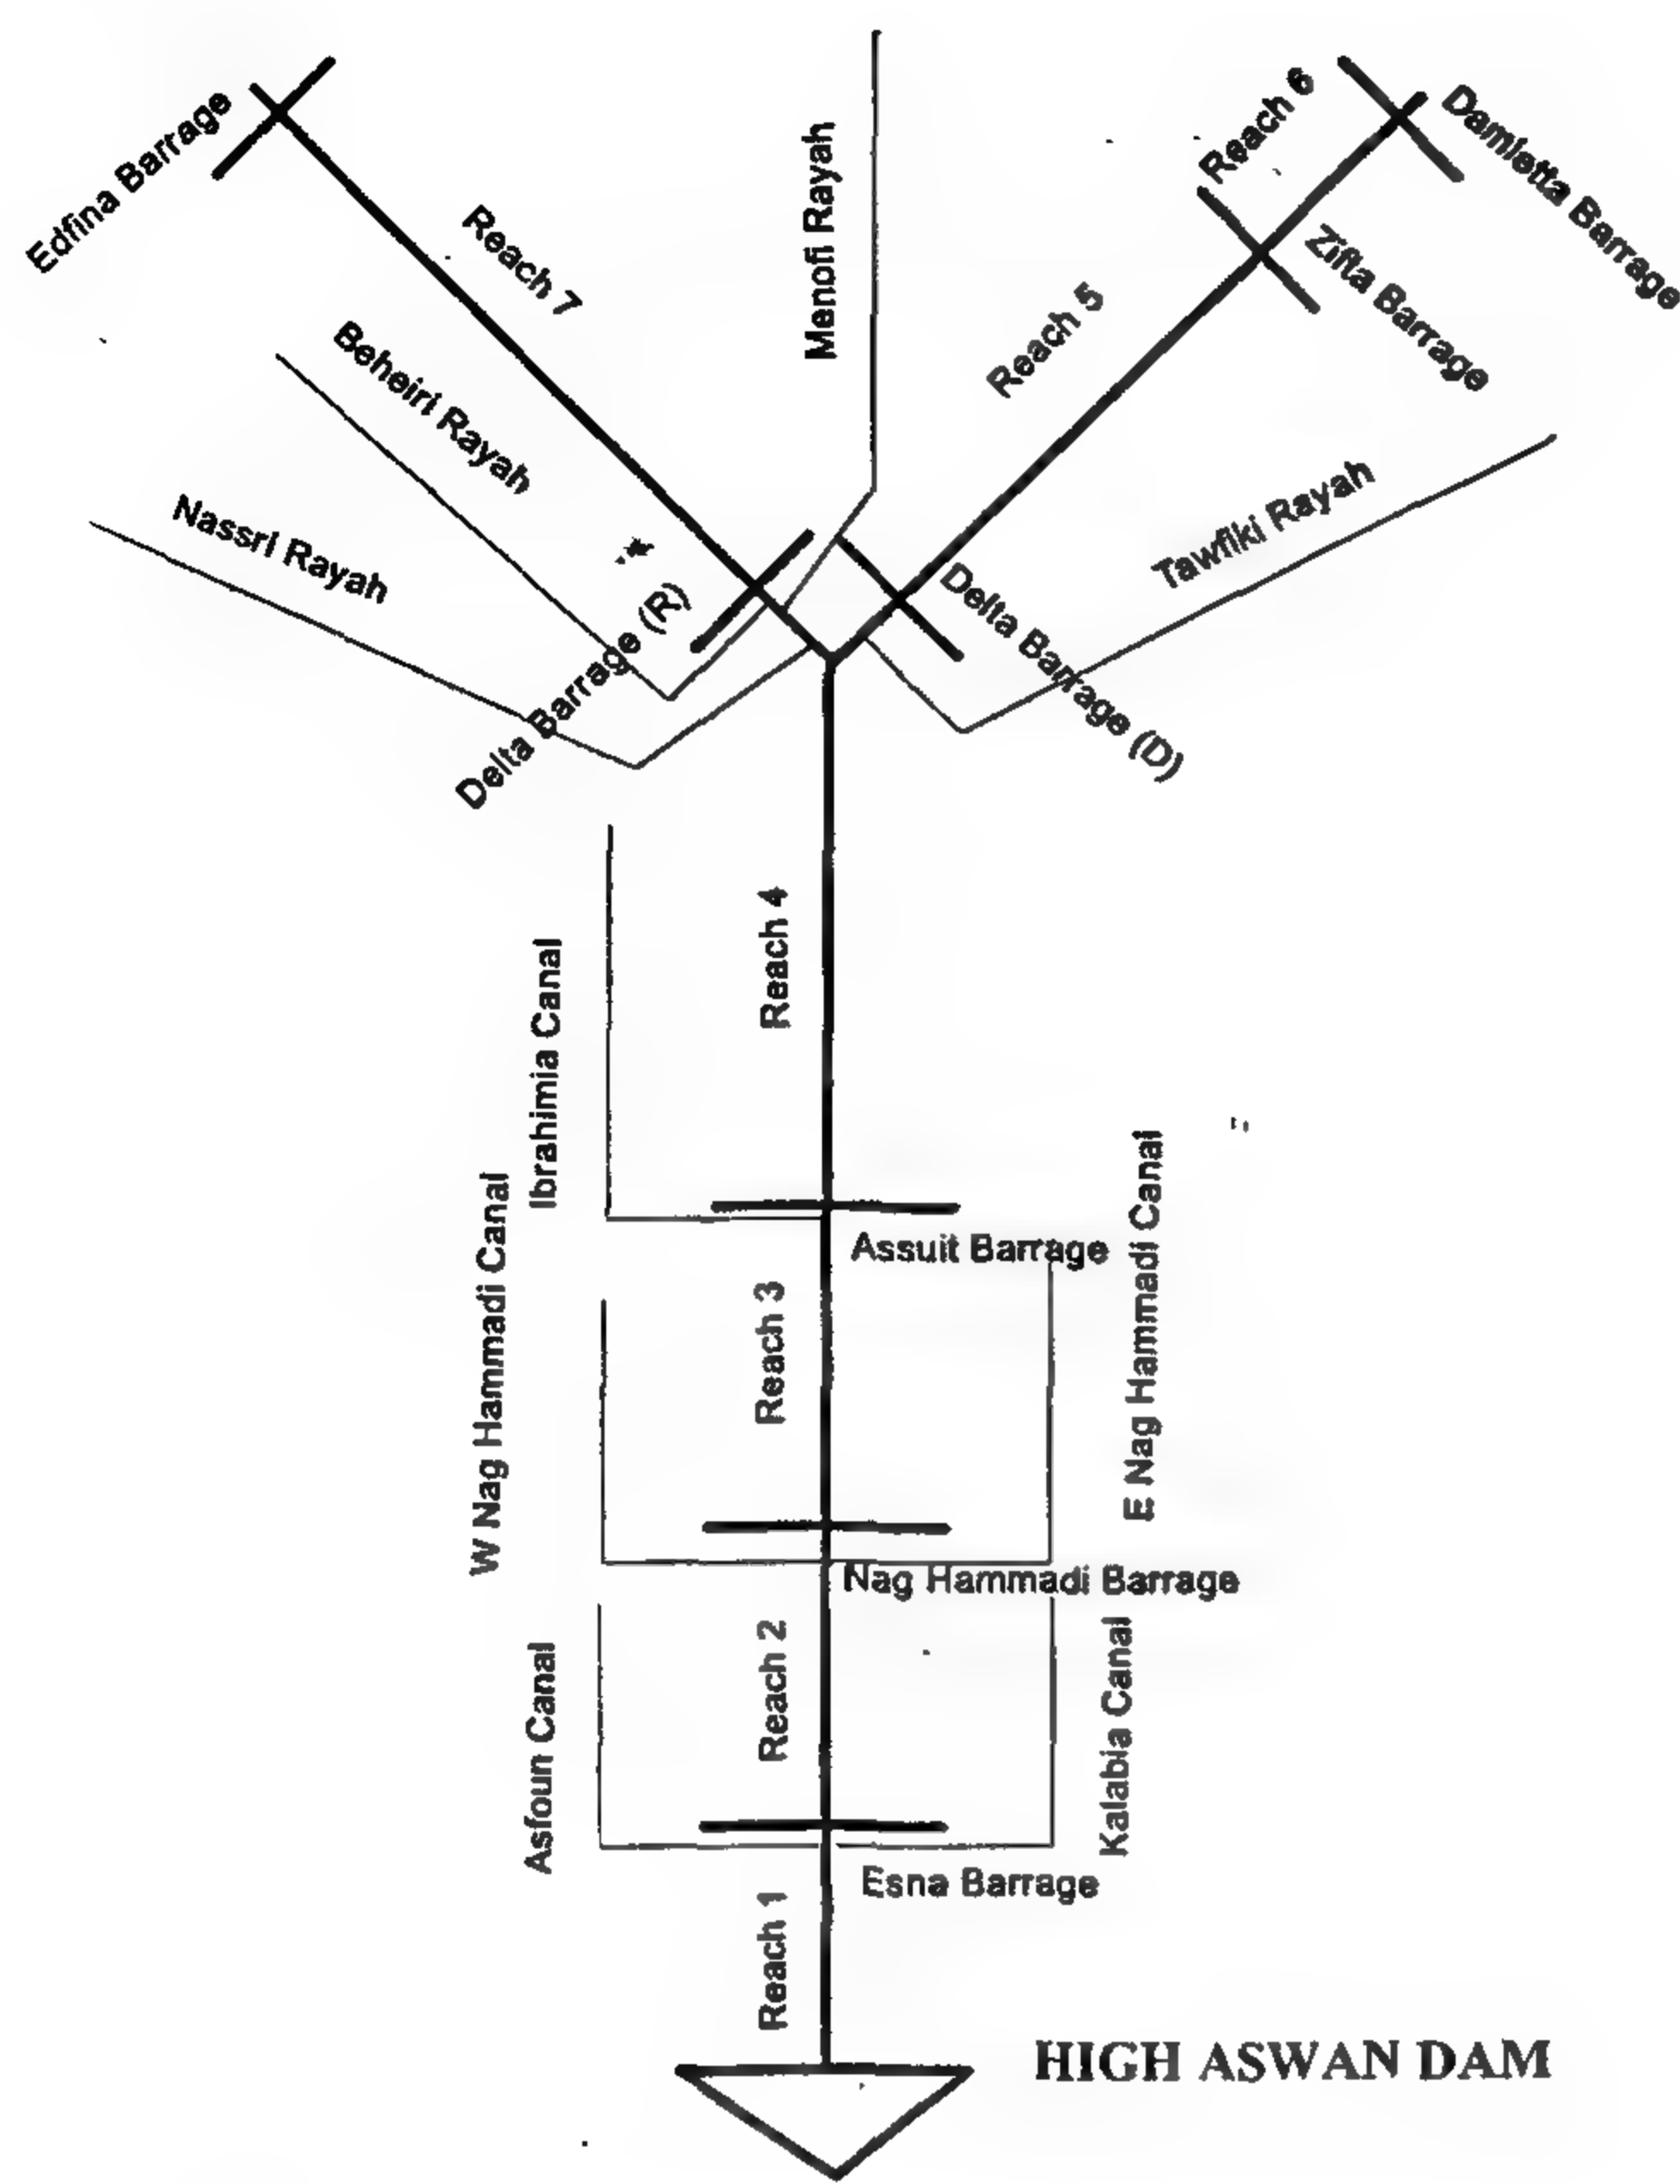 Edfina Barrage
Reach 7
Beheiri Rayah
Nassri Rayah
Delta Barrage (R)
Menofi Rayah
Reach 6
Damietta Barrage
Zifta Barrage
Reach 5
Tawfiki Rayah
Delta Barrage (D)
Ibrahimia Canal
Reach 4
Assuit Barrage
W Nag Hammadi Canal
Reach 3
E Nag Hammadi Canal
Nag Hammadi Barrage
Asfoun Canal
Reach 2
Kalabia Canal
Esna Barrage
Reach 1
HIGH ASWAN DAM